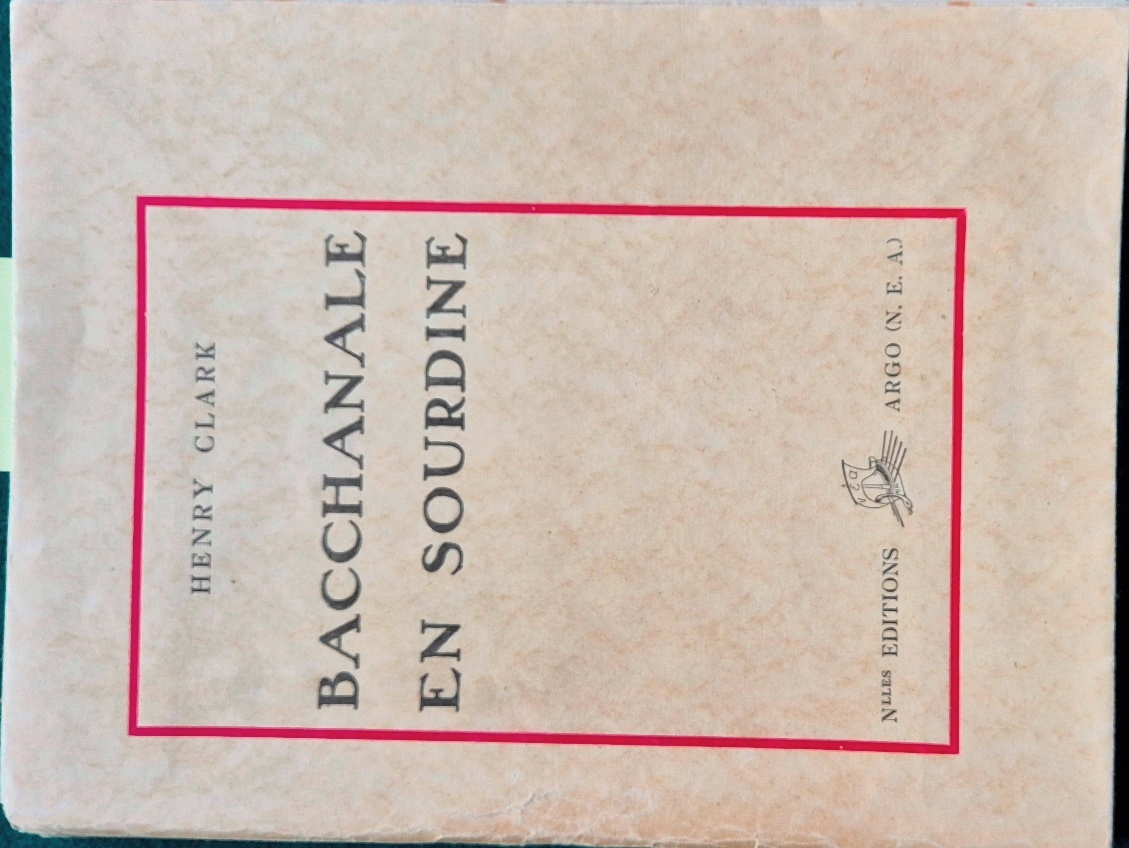 HENRY CLARK
BACCHANALE
EN SOURDINE
NLLES EDITIONS ARGO (N. E. A.)